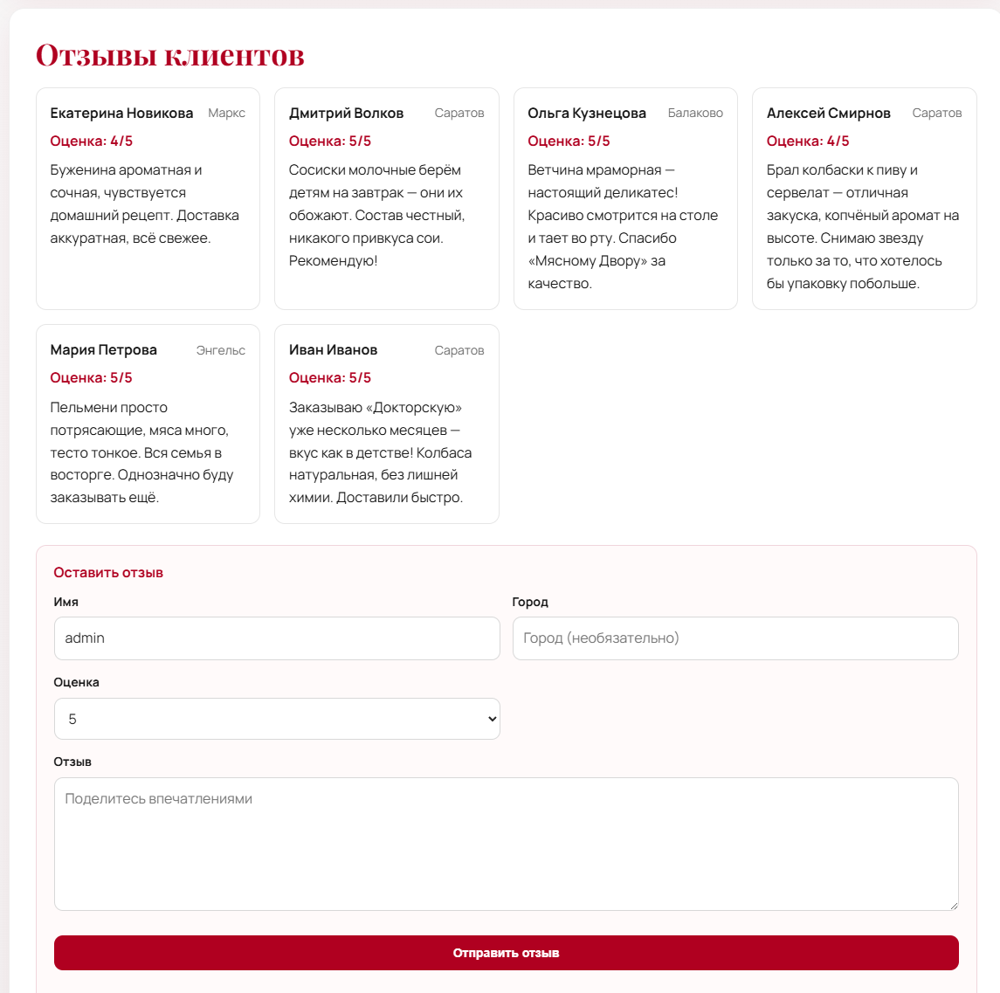 Отзывы клиентов
Екатерина Новикова Маркс
Оценка: 4/5
Буженина ароматная и
сочная, чувствуется
домашний рецепт. Доставка
аккуратная, всё свежее.
Дмитрий Волков Саратов
Оценка: 5/5
Сосиски молочные берём
детям на завтрак — они их
обожают. Состав честный,
никакого привкуса сои.
Рекомендую!
Ольга Кузнецова Балаково
Оценка: 5/5
Ветчина мраморная —
настоящий деликатес!
Красиво смотрится на столе
и тает во рту. Спасибо
«Мясному Двору» за
качество.
Алексей Смирнов Саратов
Оценка: 4/5
Брал колбаски к пиву и
сервелат — отличная
закуска, копчёный аромат на
высоте. Снимаю звезду
только за то, что хотелось
бы упаковку побольше.
Мария Петрова Энгельс
Оценка: 5/5
Пельмени просто
потрясающие, мяса много,
тесто тонкое. Вся семья в
восторге. Однозначно буду
заказывать ещё.
Иван Иванов Саратов
Оценка: 5/5
Заказываю «Докторскую»
уже несколько месяцев —
вкус как в детстве! Колбаса
натуральная, без лишней
химии. Доставили быстро.
Оставить отзыв
Имя
admin
Город
Город (необязательно)
Оценка
5
Отзыв
Поделитесь впечатлениями
Отправить отзыв